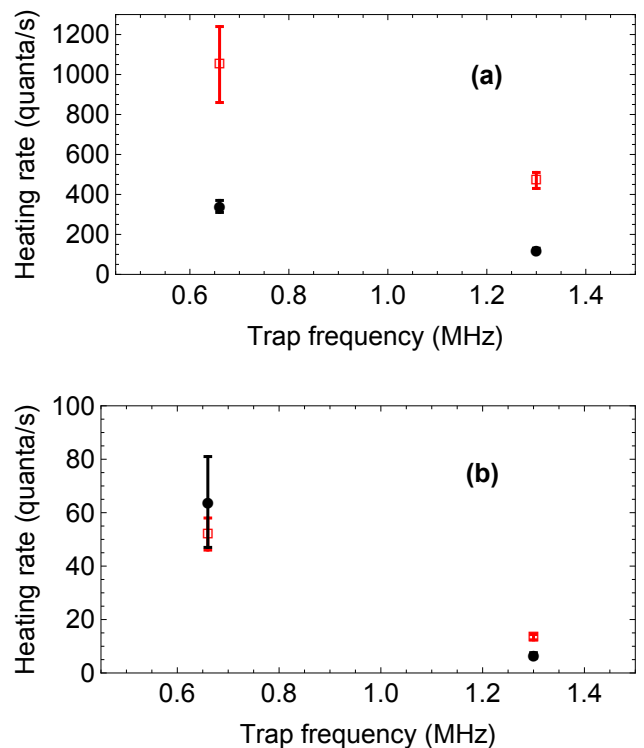 Heating rate (quanta/s)
1200
1000
800
600
400
200
0
(a)
0.6 0.8 1.0 1.2 1.4
Trap frequency (MHz)
Heating rate (quanta/s)
100
80
60
40
20
0
(b)
0.6 0.8 1.0 1.2 1.4
Trap frequency (MHz)